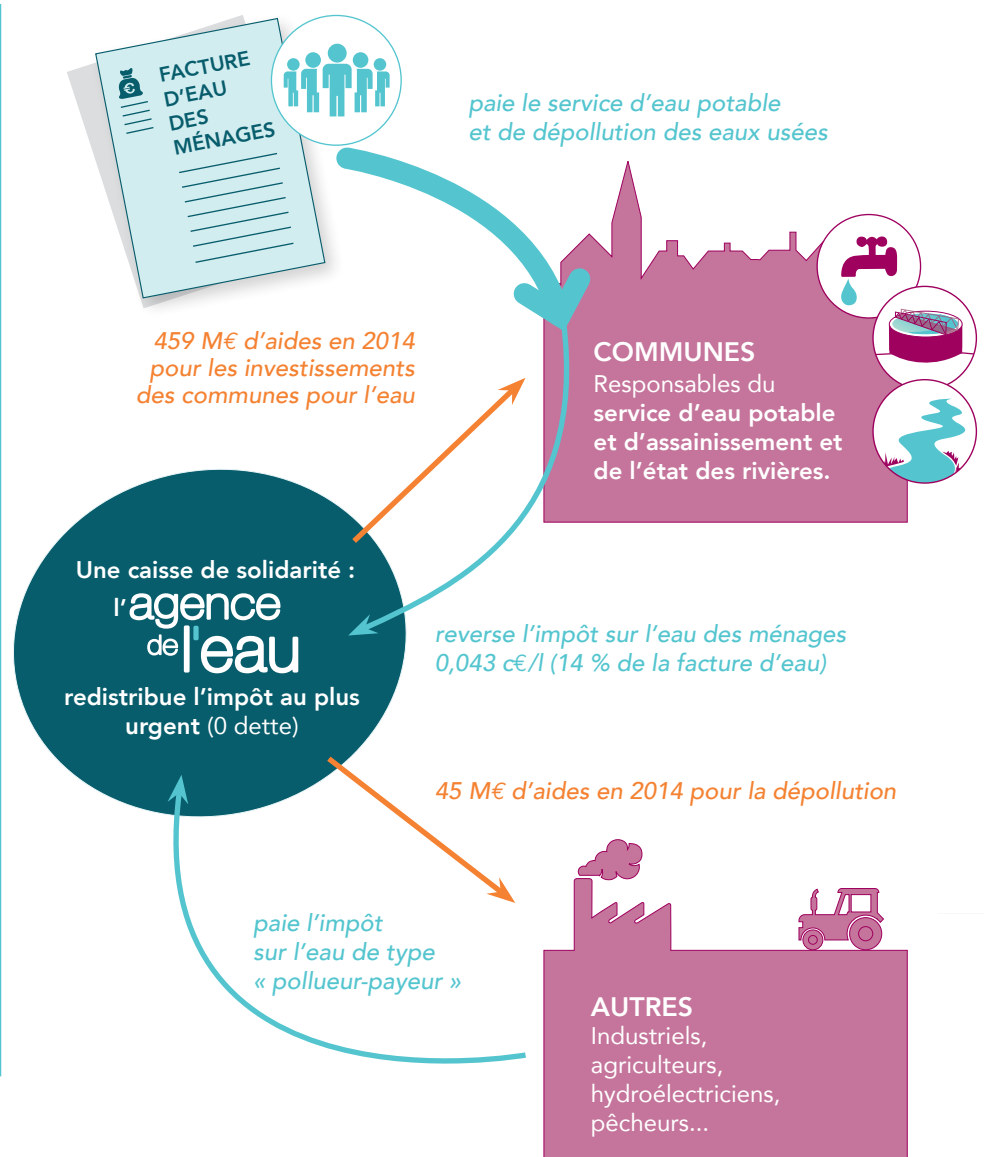 FACTURE
D'EAU
DES
MÉNAGES
paie le service d'eau potable
et de dépollution des eaux usées
459 M€ d'aides en 2014
pour les investissements
des communes pour l'eau
COMMUNES
Responsables du
service d'eau potable
et d'assainissement et
de l'état des rivières.
Une caisse de solidarité :
l'agence
de l'eau
redistribue l'impôt au plus
urgent (0 dette)
reverse l'impôt sur l'eau des ménages
0,043 c€/l (14 % de la facture d'eau)
45 M€ d'aides en 2014 pour la dépollution
paie l'impôt
sur l'eau de type
« pollueur-payeur »
AUTRES
Industriels,
agriculteurs,
hydroélectriciens,
pêcheurs...